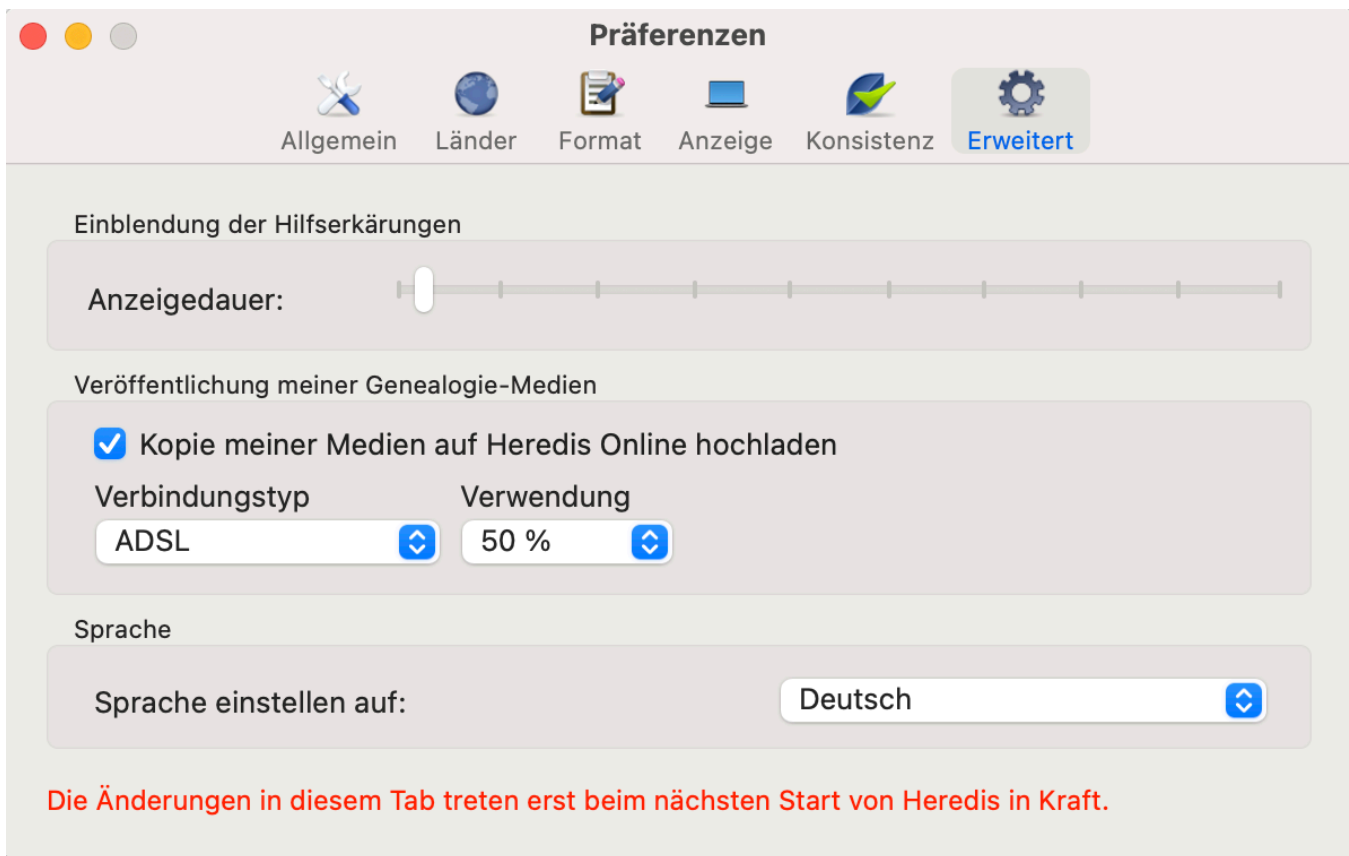 Präferenzen
Allgemein Länder Format Anzeige Konsistenz Erweitert
Einblendung der Hilfserkärungen
Anzeigedauer:
Veröffentlichung meiner Genealogie-Medien
Kopie meiner Medien auf Heredis Online hochladen
Verbindungstyp Verwendung
ADSL 50 %
Sprache
Sprache einstellen auf: Deutsch
Die Änderungen in diesem Tab treten erst beim nächsten Start von Heredis in Kraft.